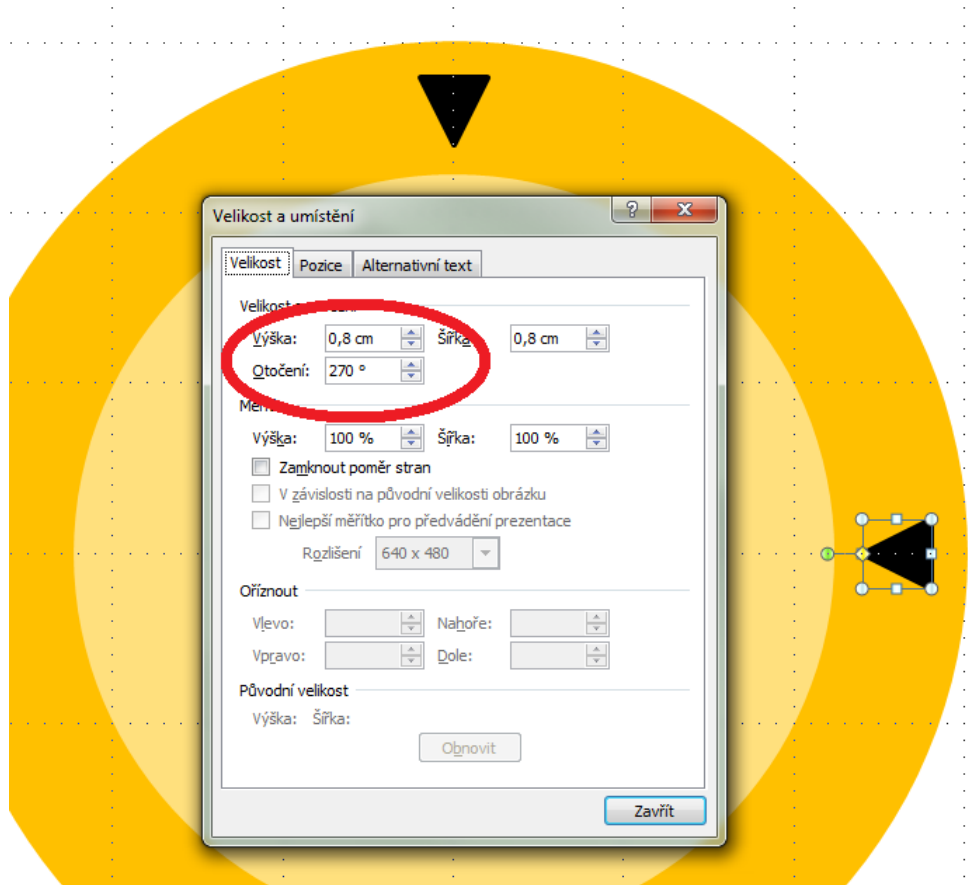 Velikost a umístění
Velikost Pozice Alternativní text
Velikost a
Výška: 0,8 cm Šířka 0,8 cm
Otočení: 270 °
Výška: 100 % Šířka: 100 %
Zamknout poměr stran
V závislosti na původní velikosti obrázku
Nejlepší měřítko pro předvádění prezentace
Rozlišení 640 x 480
Oříznout
Vlevo: Nahoře:
Vpravo: Dole:
Původní velikost
Výška: Šířka:
Obnovit
Zavřít